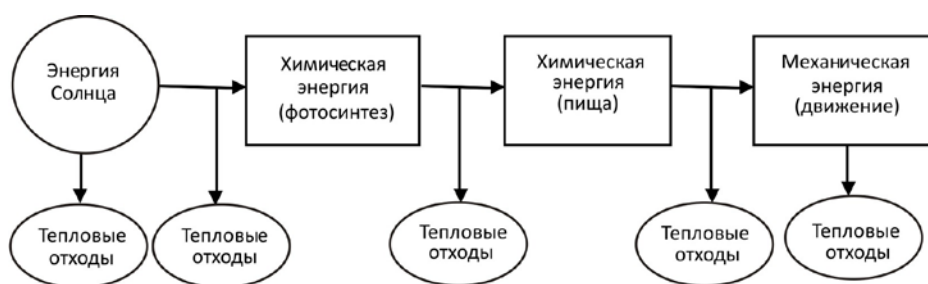 Энергия
Солнца
Химическая
энергия
(фотосинтез)
Химическая
энергия
(пища)
Механическая
энергия
(движение)
Тепловые
отходы
Тепловые
отходы
Тепловые
отходы
Тепловые
отходы
Тепловые
отходы